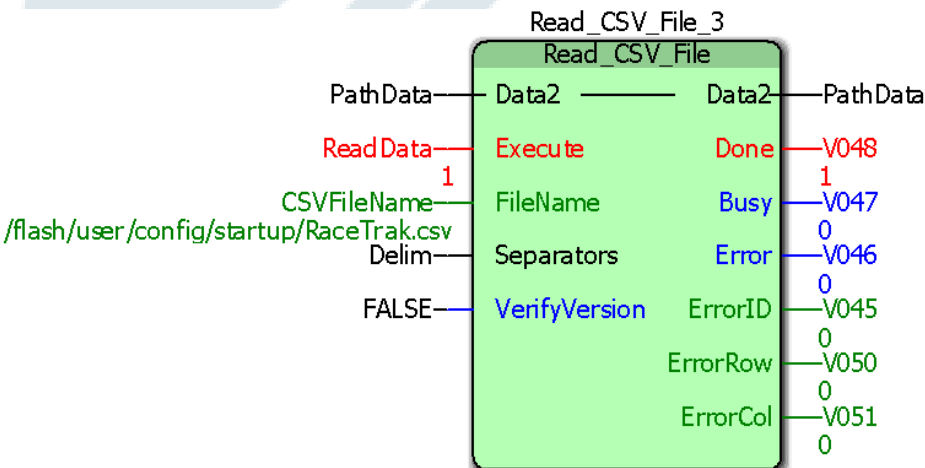 Read_CSV_File_3
Read_CSV_File
PathData Data2 Data2 PathData
ReadData Execute Done V048
1 1
CSVFileName FileName Busy V047
/flash/user/config/startup/RaceTrak.csv 0
Delim Separators Error V046
0
FALSE VerifyVersion ErrorID V045
0
ErrorRow V050
0
ErrorCol V051
0